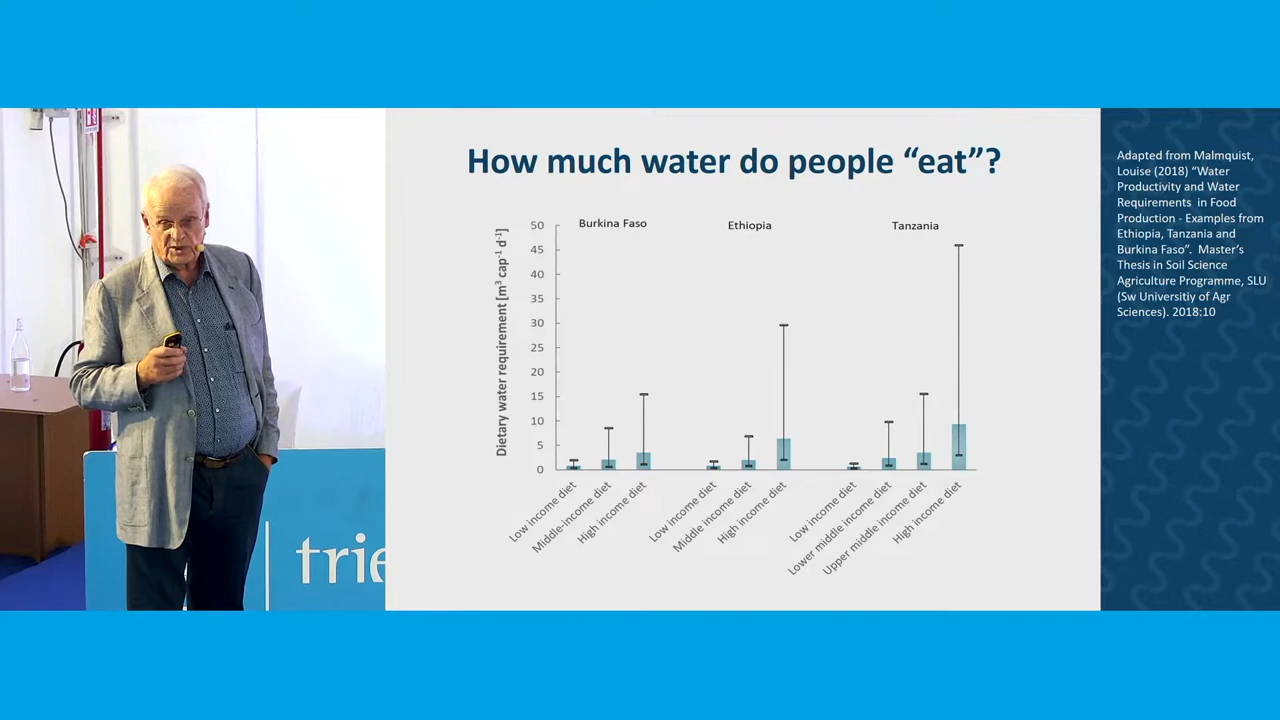 How much water do people “eat”?
Adapted from Malmquist,
Louise (2018) “Water
Productivity and Water
Requirements in Food
Production - Examples from
Ethiopia, Tanzania and
Burkina Faso”. Master’s
Thesis in Soil Science
Agriculture Programme, SLU
(Sw Universitiy of Agr
Sciences). 2018:10
Burkina Faso
Ethiopia
Tanzania
Dietary water requirement [m³ cap⁻¹ d⁻¹]
50
45
40
35
30
25
20
15
10
5
0
Low income diet
Middle-income diet
High income diet
Low income diet
Middle income diet
High income diet
Low income diet
Lower middle income diet
Upper middle income diet
High income diet
trie